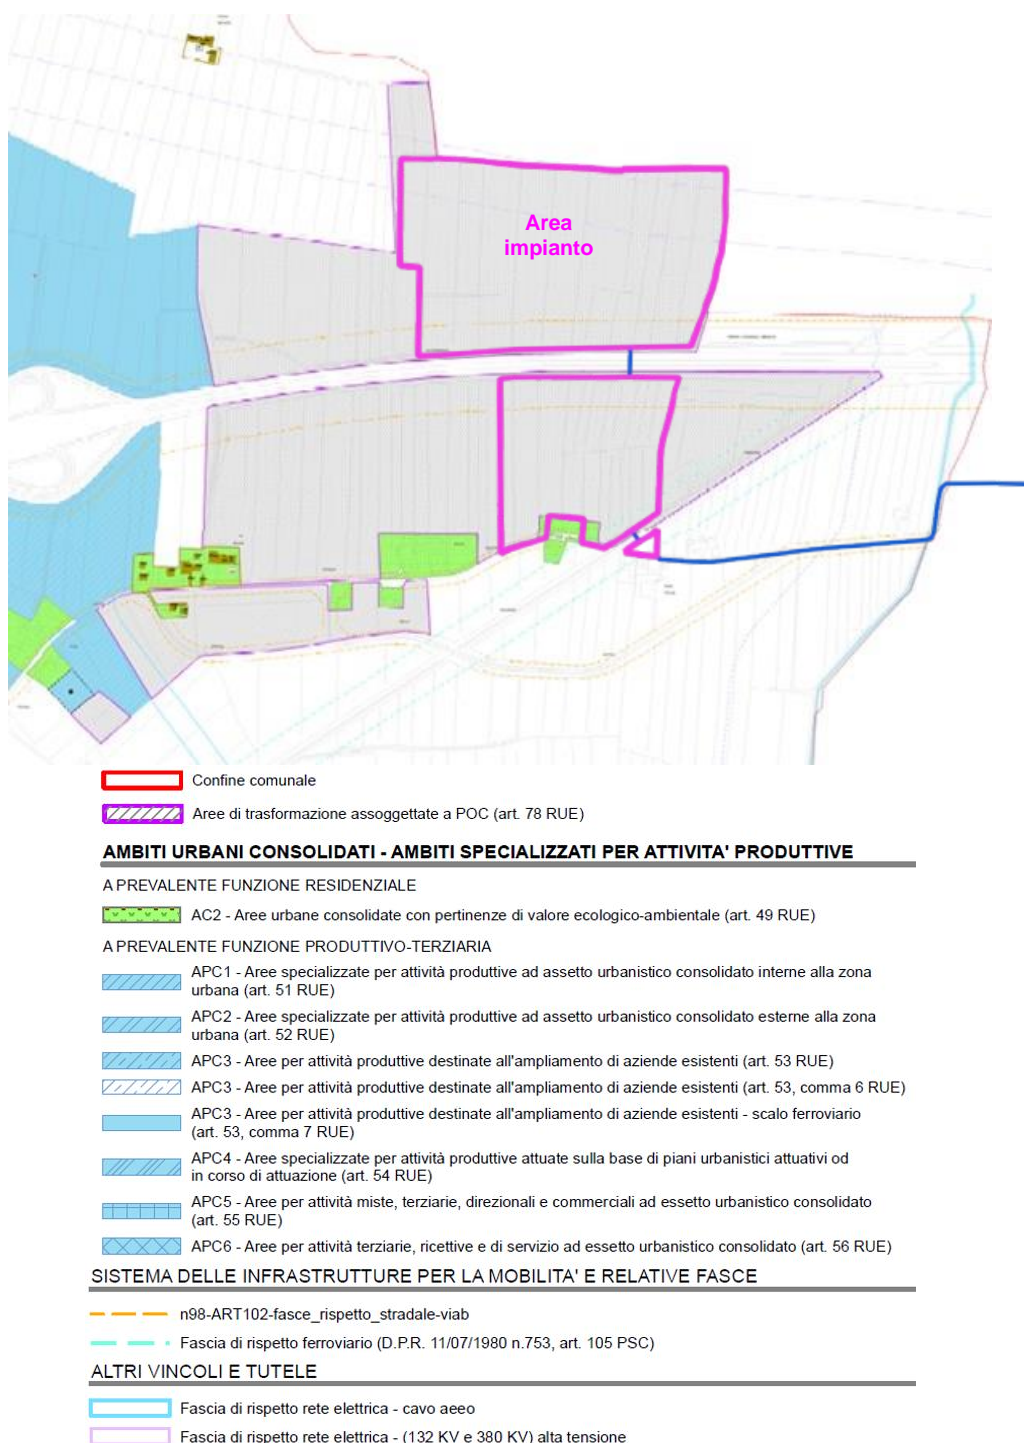 Area
impianto
Confine comunale
Aree di trasformazione assoggettate a POC (art. 78 RUE)
AMBITI URBANI CONSOLIDATI - AMBITI SPECIALIZZATI PER ATTIVITA' PRODUTTIVE
A PREVALENTE FUNZIONE RESIDENZIALE
AC2 - Aree urbane consolidate con pertinenze di valore ecologico-ambientale (art. 49 RUE)
A PREVALENTE FUNZIONE PRODUTTIVO-TERZIARIA
APC1 - Aree specializzate per attività produttive ad assetto urbanistico consolidato interne alla zona
urbana (art. 51 RUE)
APC2 - Aree specializzate per attività produttive ad assetto urbanistico consolidato esterne alla zona
urbana (art. 52 RUE)
APC3 - Aree per attività produttive destinate all'ampliamento di aziende esistenti (art. 53 RUE)
APC3 - Aree per attività produttive destinate all'ampliamento di aziende esistenti (art. 53, comma 6 RUE)
APC3 - Aree per attività produttive destinate all'ampliamento di aziende esistenti - scalo ferroviario
(art. 53, comma 7 RUE)
APC4 - Aree specializzate per attività produttive attuate sulla base di piani urbanistici attuativi od
in corso di attuazione (art. 54 RUE)
APC5 - Aree per attività miste, terziarie, direzionali e commerciali ad essetto urbanistico consolidato
(art. 55 RUE)
APC6 - Aree per attività terziarie, ricettive e di servizio ad essetto urbanistico consolidato (art. 56 RUE)
SISTEMA DELLE INFRASTRUTTURE PER LA MOBILITA' E RELATIVE FASCE
n98-ART102-fasce_rispetto_stradale-viab
Fascia di rispetto ferroviario (D.P.R. 11/07/1980 n.753, art. 105 PSC)
ALTRI VINCOLI E TUTELE
Fascia di rispetto rete elettrica - cavo aeeo
Fascia di rispetto rete elettrica - (132 KV e 380 KV) alta tensione